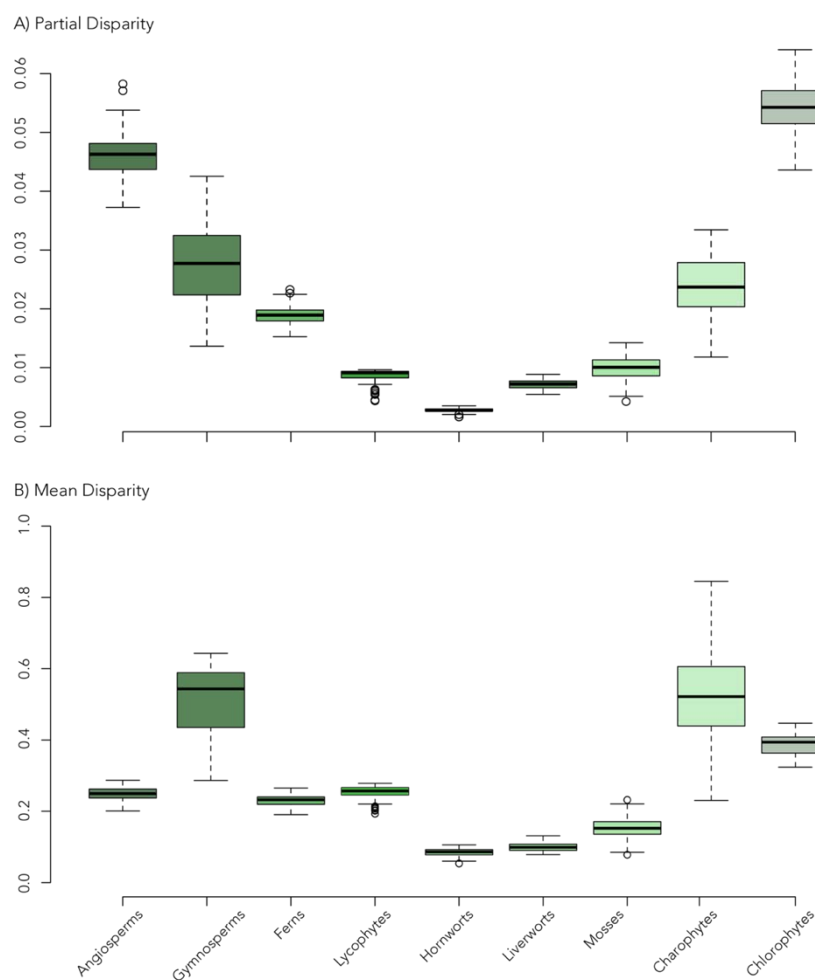 A) Partial Disparity
0.06
0.05
0.04
0.03
0.02
0.01
0.00
B) Mean Disparity
1.0
0.8
0.6
0.4
0.2
0.0
Angiosperms
Gymnosperms
Ferns
Lycophytes
Hornworts
Liverworts
Mosses
Charophytes
Chlorophytes